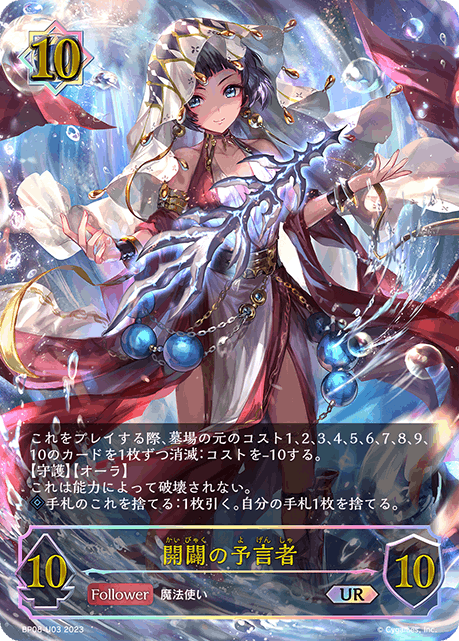 10
これをプレイする際、墓場の元のコスト1、2、3、4、5、6、7、8、9、
10のカードを1枚ずつ消滅：コストを-10する。
【守護】【オーラ】
これは能力によって破壊されない。
手札のこれを捨てる：1枚引く。自分の手札1枚を捨てる。
かいびゃく よげんしゃ
開闢の予言者
10
Follower 魔法使い
UR
10
BP08-U03 2023
© Cygames, Inc.